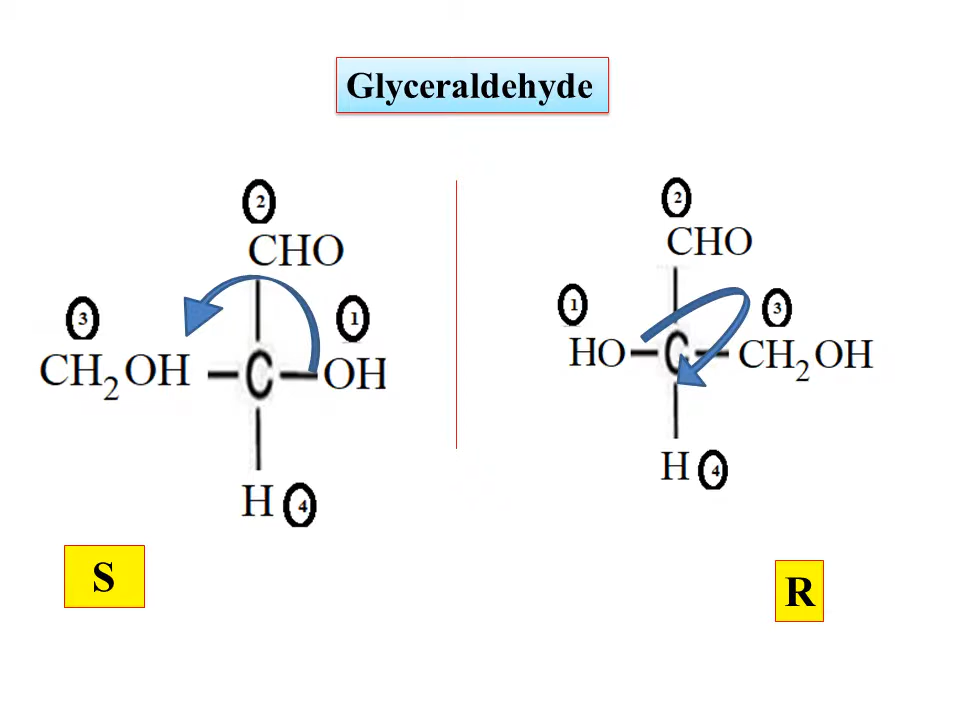 Glyceraldehyde
2
CHO
3
1
CH2OH C OH
H 4
S
2
CHO
1
3
HO C CH2OH
H 4
R